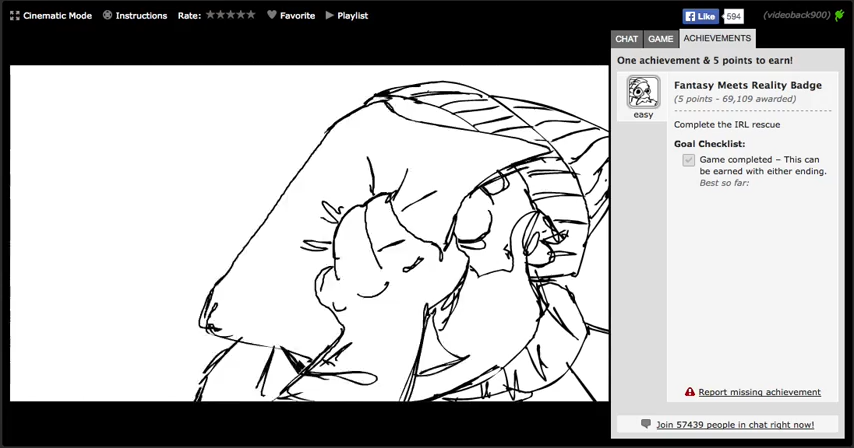 Cinematic Mode Instructions Rate: Favorite Playlist Like 594 (videoback900)
CHAT GAME ACHIEVEMENTS
One achievement & 5 points to earn!
Fantasy Meets Reality Badge
(5 points - 69,109 awarded)
easy
Complete the IRL rescue
Goal Checklist:
Game completed – This can
be earned with either ending.
Best so far:
Report missing achievement
Join 57439 people in chat right now!